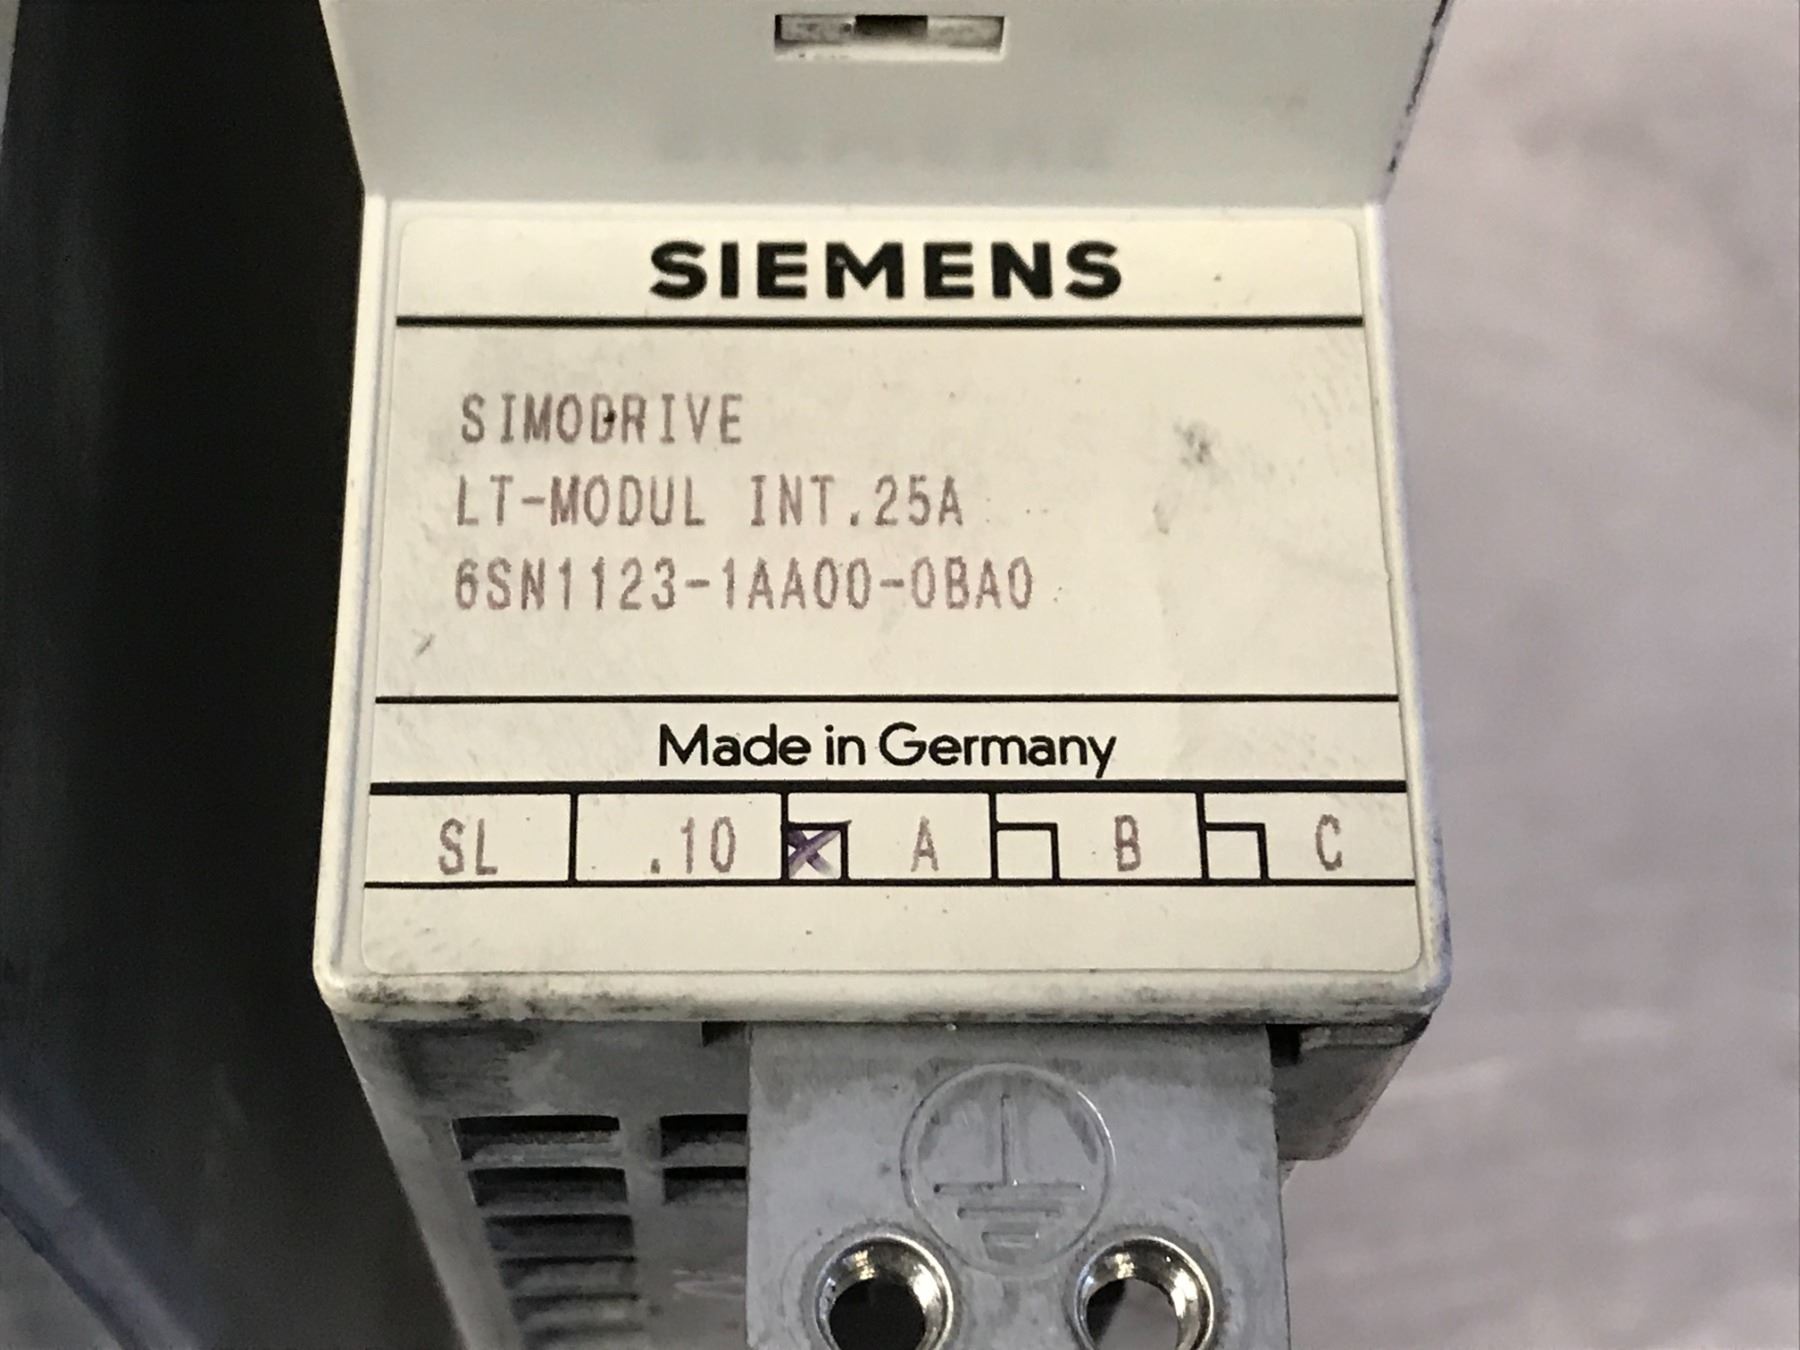 SIEMENS
SIMODRIVE
LT-MODUL INT.25A
6SN1123-1AA00-0BA0
Made in Germany
SL .10 A B C